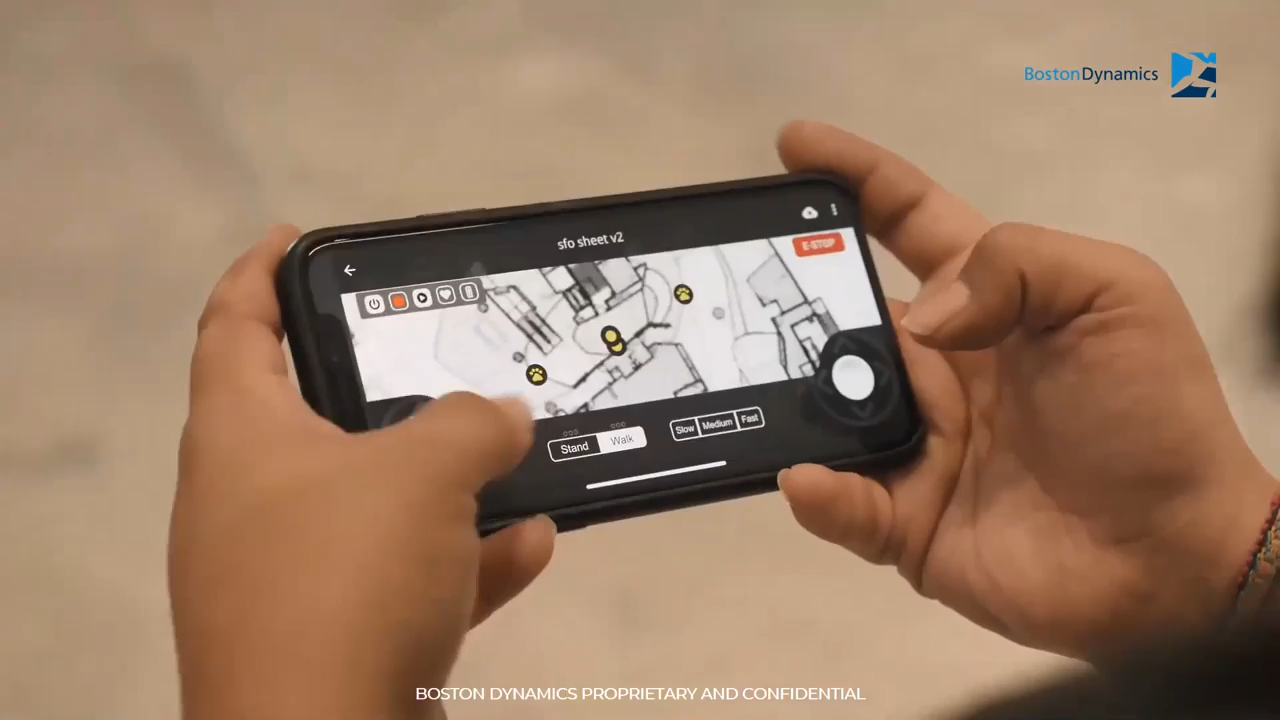 BostonDynamics
sfo sheet v2
E-STOP
Stand Walk
Slow Medium Fast
BOSTON DYNAMICS PROPRIETARY AND CONFIDENTIAL